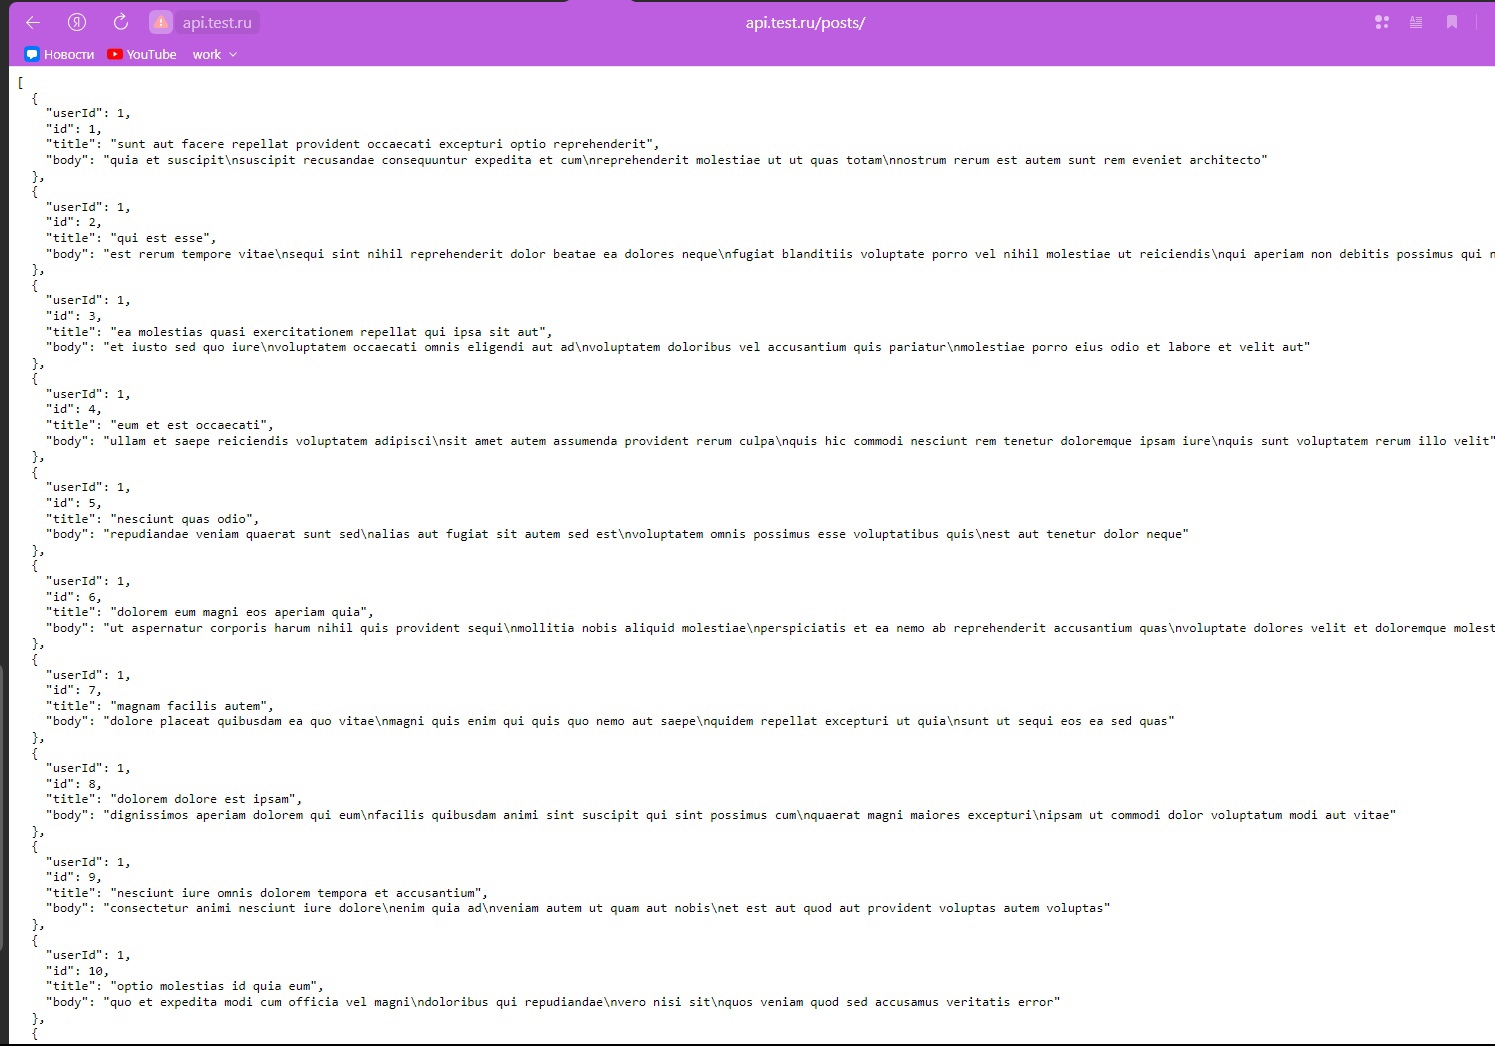 Я api.test.ru api.test.ru/posts/
Новости YouTube work
[
{
"userId": 1,
"id": 1,
"title": "sunt aut facere repellat provident occaecati excepturi optio reprehenderit",
"body": "quia et suscipit\nsuscipit recusandae consequuntur expedita et cum\nreprehenderit molestiae ut ut quas totam\nnostrum rerum est autem sunt rem eveniet architecto"
},
{
"userId": 1,
"id": 2,
"title": "qui est esse",
"body": "est rerum tempore vitae\nsequi sint nihil reprehenderit dolor beatae ea dolores neque\nfugiat blanditiis voluptate porro vel nihil molestiae ut reiciendis\nqui aperiam non debitis possimus qui n
},
{
"userId": 1,
"id": 3,
"title": "ea molestias quasi exercitationem repellat qui ipsa sit aut",
"body": "et iusto sed quo iure\nvoluptatem occaecati omnis eligendi aut ad\nvoluptatem doloribus vel accusantium quis pariatur\nmolestiae porro eius odio et labore et velit aut"
},
{
"userId": 1,
"id": 4,
"title": "eum et est occaecati",
"body": "ullam et saepe reiciendis voluptatem adipisci\nsit amet autem assumenda provident rerum culpa\nquis hic commodi nesciunt rem tenetur doloremque ipsam iure\nquis sunt voluptatem rerum illo velit"
},
{
"userId": 1,
"id": 5,
"title": "nesciunt quas odio",
"body": "repudiandae veniam quaerat sunt sed\nalias aut fugiat sit autem sed est\nvoluptatem omnis possimus esse voluptatibus quis\nest aut tenetur dolor neque"
},
{
"userId": 1,
"id": 6,
"title": "dolorem eum magni eos aperiam quia",
"body": "ut aspernatur corporis harum nihil quis provident sequi\nmollitia nobis aliquid molestiae\nperspiciatis et ea nemo ab reprehenderit accusantium quas\nvoluptate dolores velit et doloremque molest
},
{
"userId": 1,
"id": 7,
"title": "magnam facilis autem",
"body": "dolore placeat quibusdam ea quo vitae\nmagni quis enim qui quis quo nemo aut saepe\nquidem repellat excepturi ut quia\nsunt ut sequi eos ea sed quas"
},
{
"userId": 1,
"id": 8,
"title": "dolorem dolore est ipsam",
"body": "dignissimos aperiam dolorem qui eum\nfacilis quibusdam animi sint suscipit qui sint possimus cum\nquaerat magni maiores excepturi\nipsam ut commodi dolor voluptatum modi aut vitae"
},
{
"userId": 1,
"id": 9,
"title": "nesciunt iure omnis dolorem tempora et accusantium",
"body": "consectetur animi nesciunt iure dolore\nenim quia ad\nveniam autem ut quam aut nobis\net est aut quod aut provident voluptas autem voluptas"
},
{
"userId": 1,
"id": 10,
"title": "optio molestias id quia eum",
"body": "quo et expedita modi cum officia vel magni\ndoloribus qui repudiandae\nvero nisi sit\nquos veniam quod sed accusamus veritatis error"
},
{